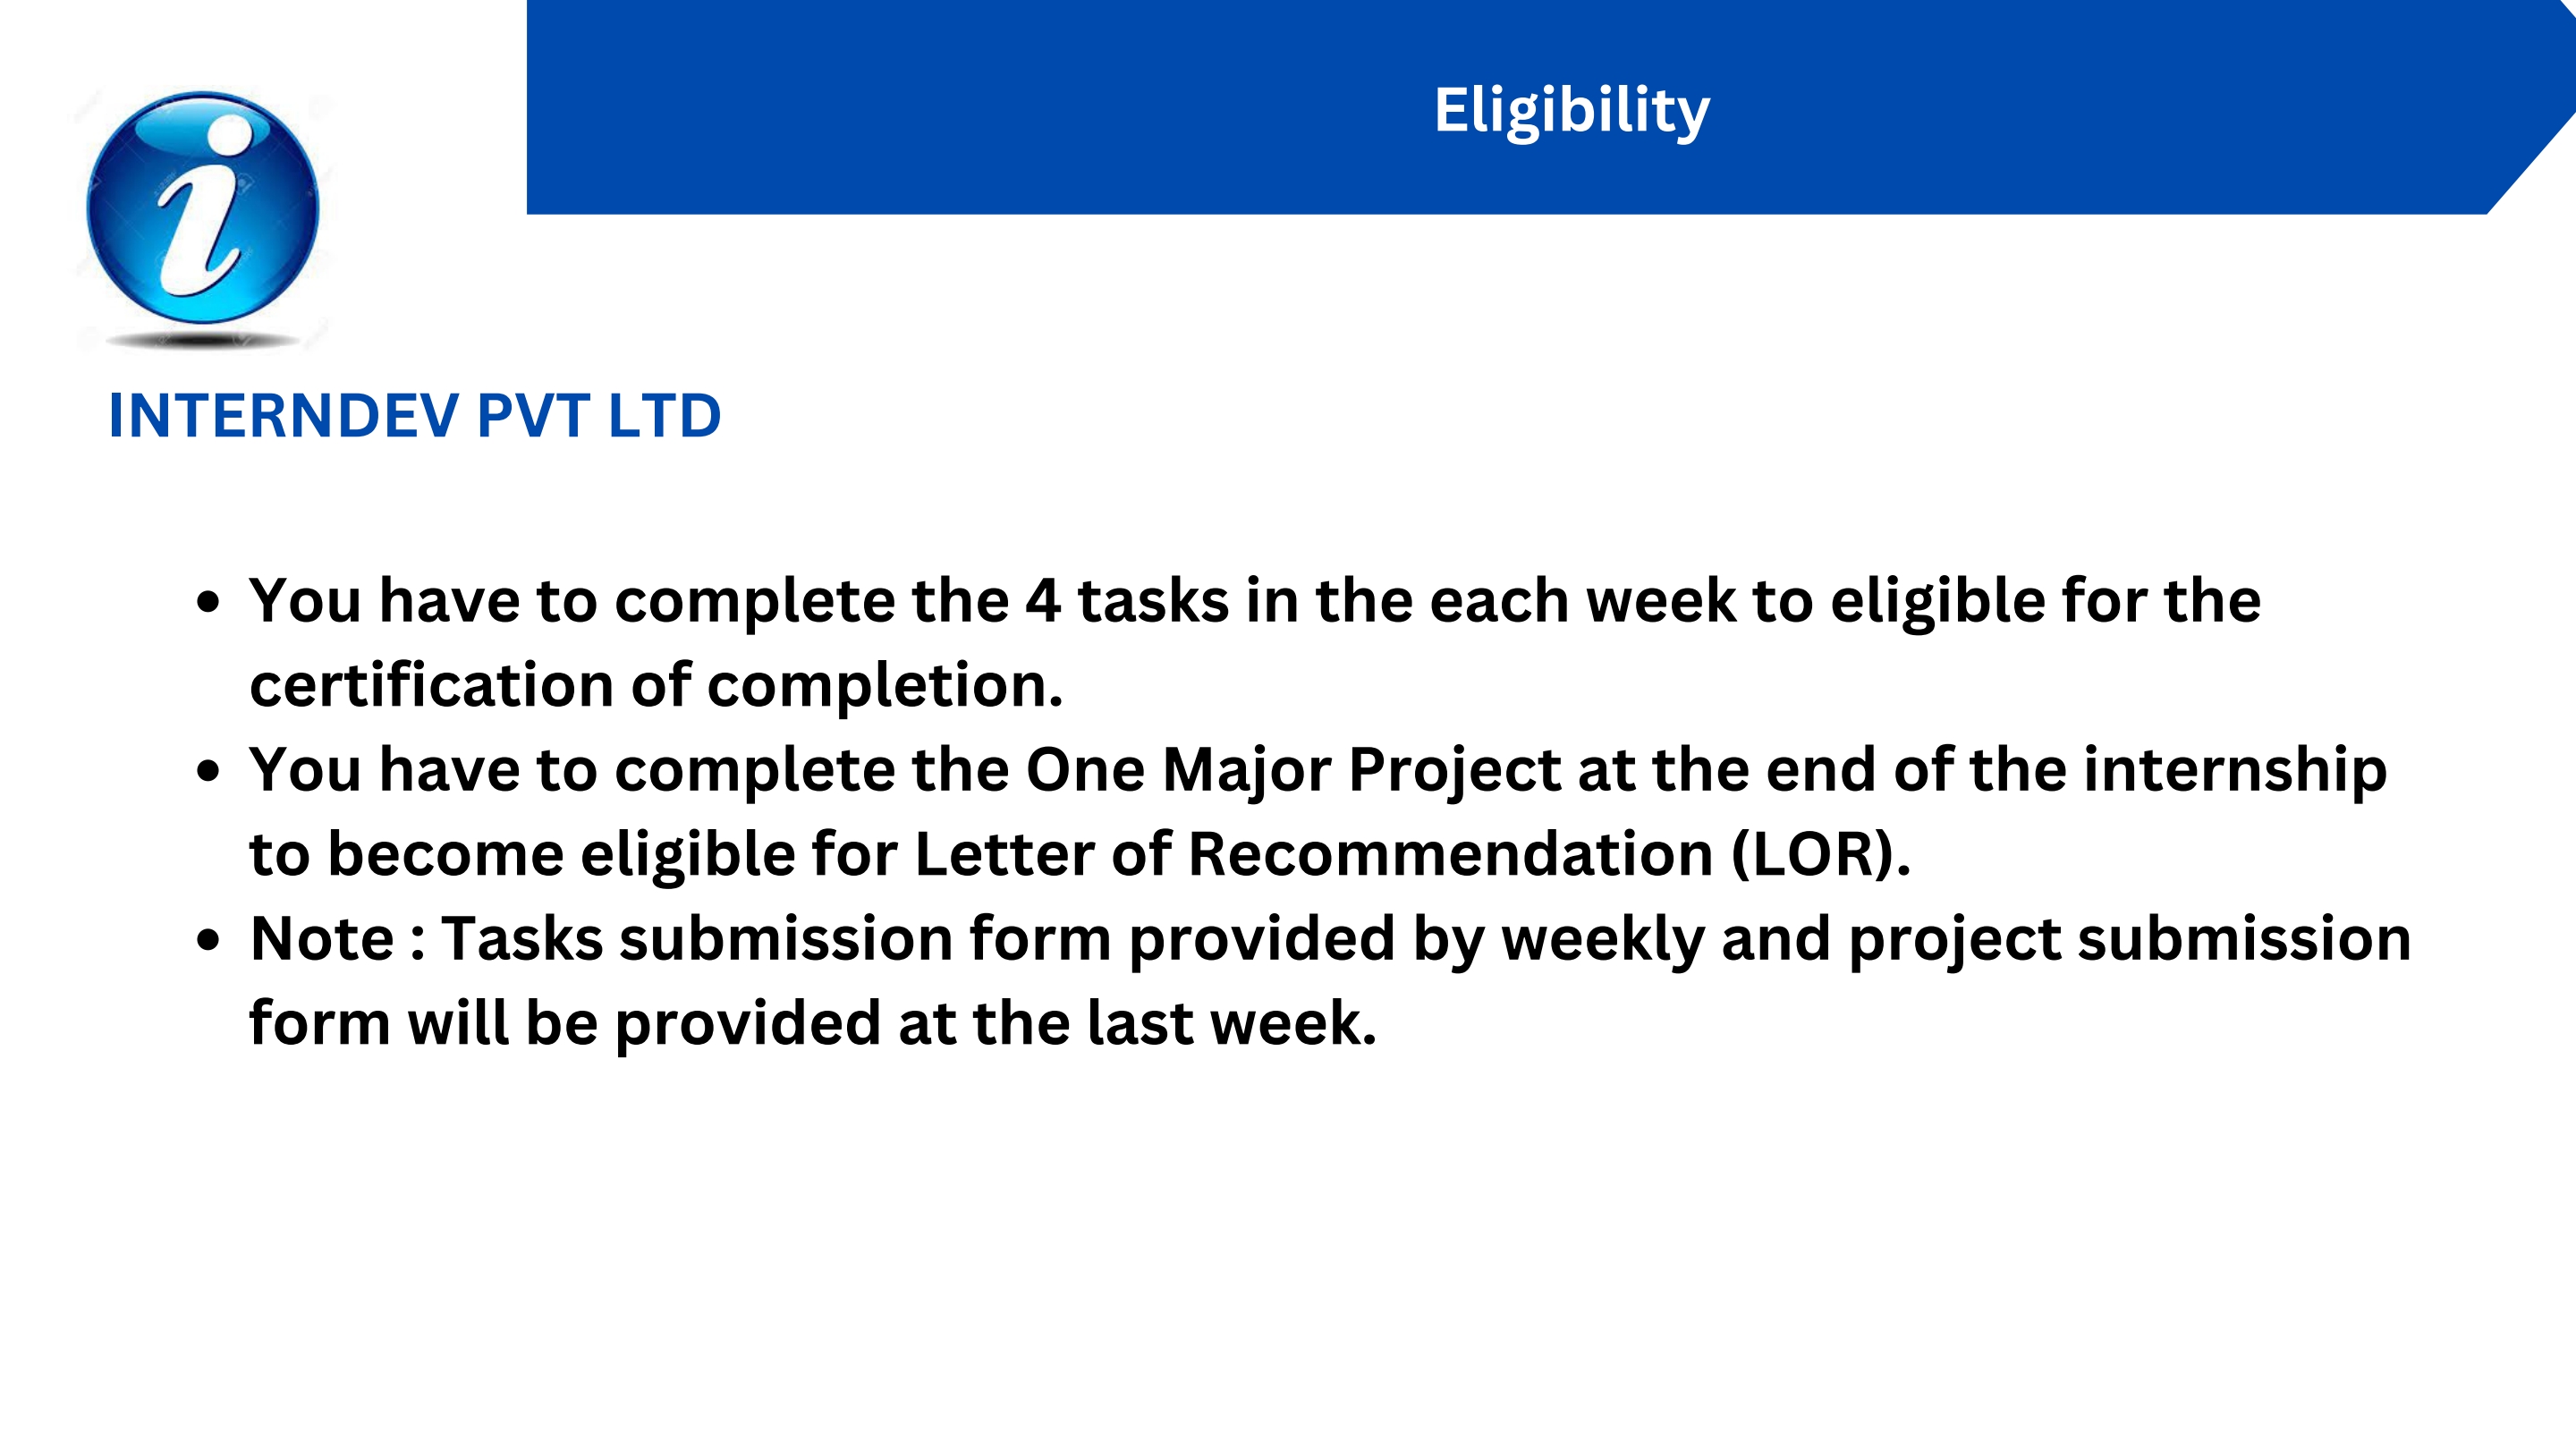 Eligibility
INTERNDEV PVT LTD
• You have to complete the 4 tasks in the each week to eligible for the
certification of completion.
• You have to complete the One Major Project at the end of the internship
to become eligible for Letter of Recommendation (LOR).
• Note : Tasks submission form provided by weekly and project submission
form will be provided at the last week.